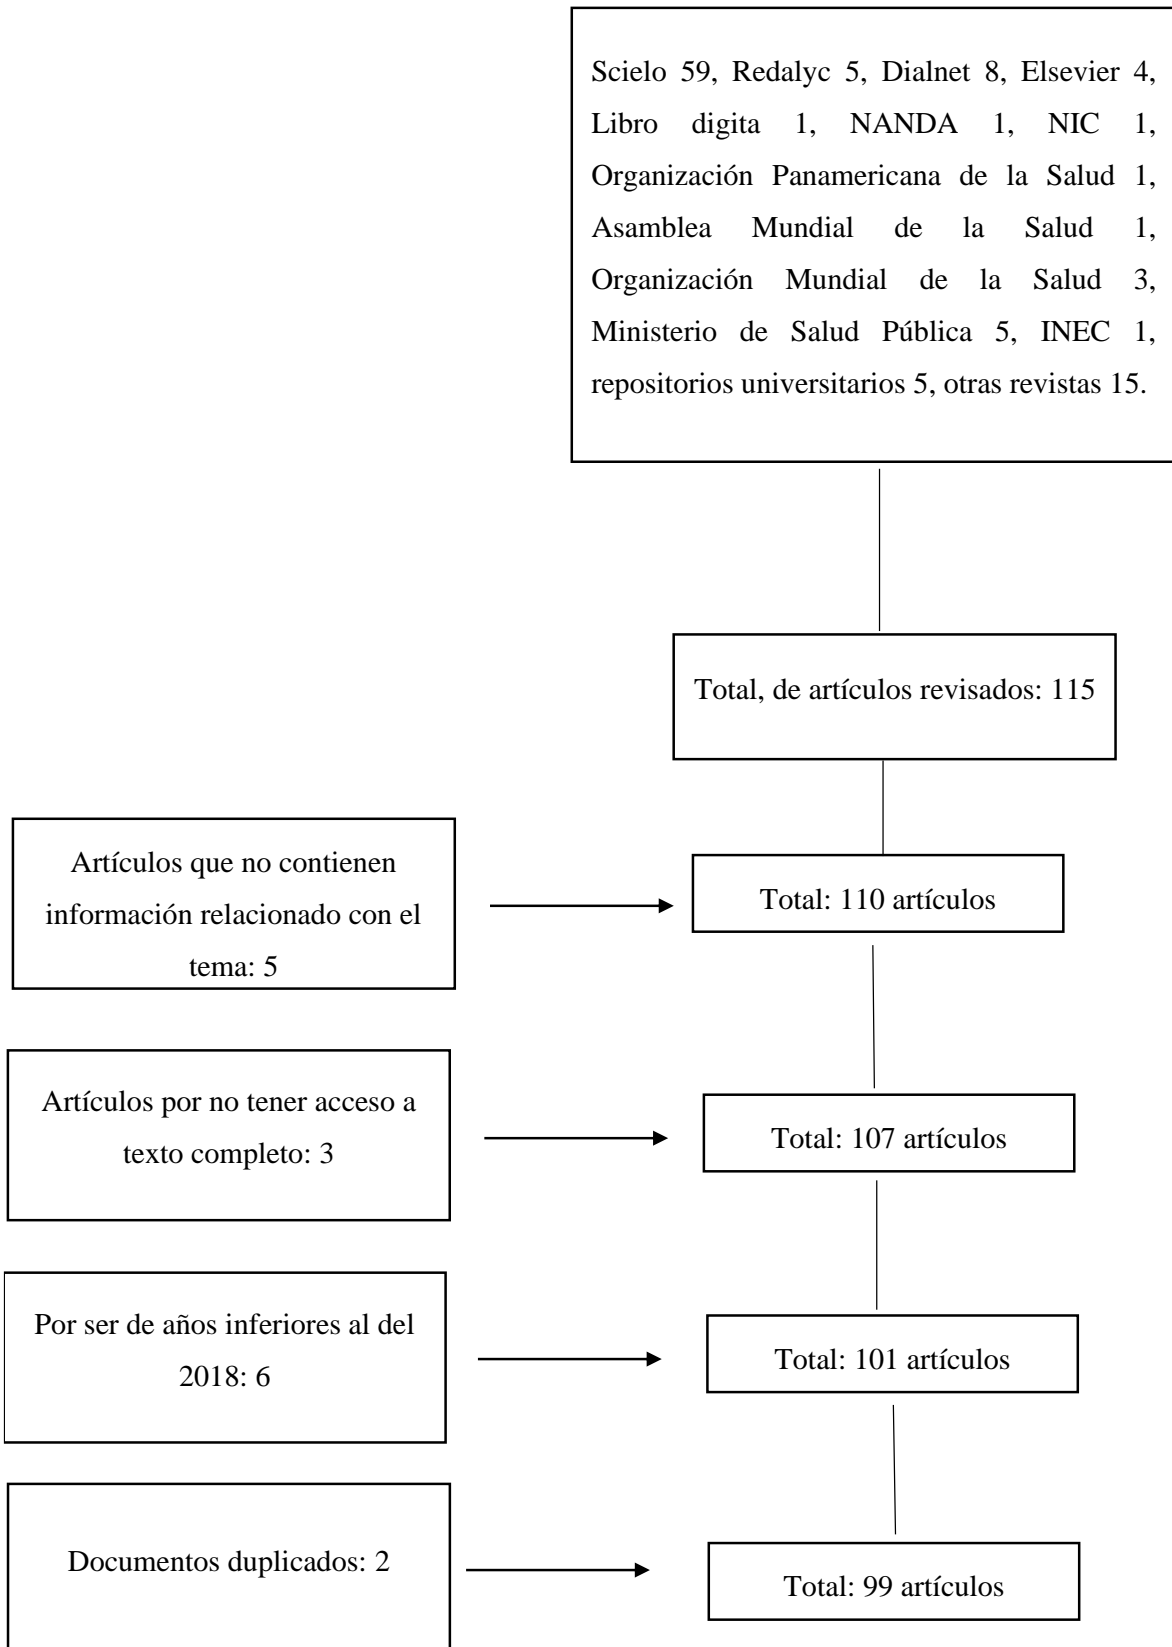 Scielo 59, Redalyc 5, Dialnet 8, Elsevier 4,
Libro digita 1, NANDA 1, NIC 1,
Organización Panamericana de la Salud 1,
Asamblea Mundial de la Salud 1,
Organización Mundial de la Salud 3,
Ministerio de Salud Pública 5, INEC 1,
repositorios universitarios 5, otras revistas 15.
Total, de artículos revisados: 115
Artículos que no contienen
información relacionado con el
tema: 5
Total: 110 artículos
Artículos por no tener acceso a
texto completo: 3
Total: 107 artículos
Por ser de años inferiores al del
2018: 6
Total: 101 artículos
Documentos duplicados: 2
Total: 99 artículos